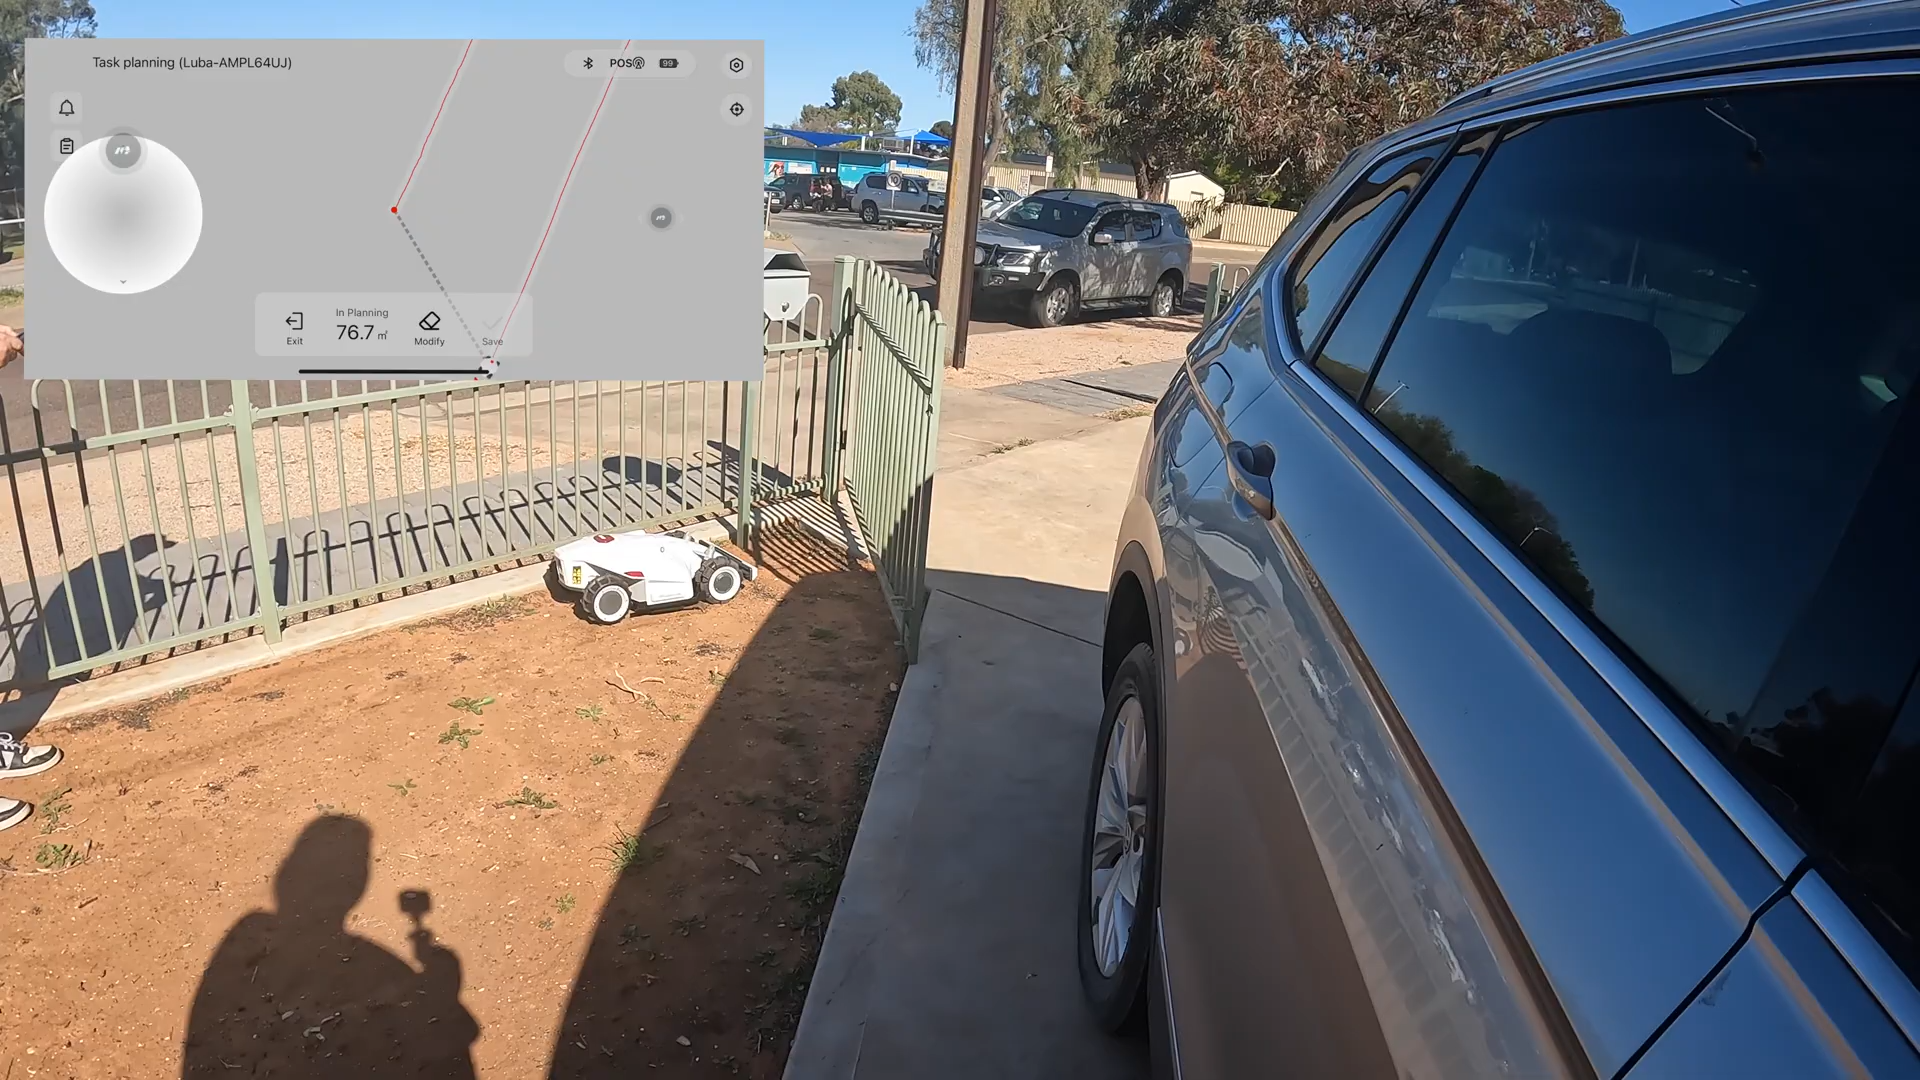 Task planning (Luba-AMPL64UJ)
POS
99
In Planning
76.7 ㎡
Exit
Modify
Save